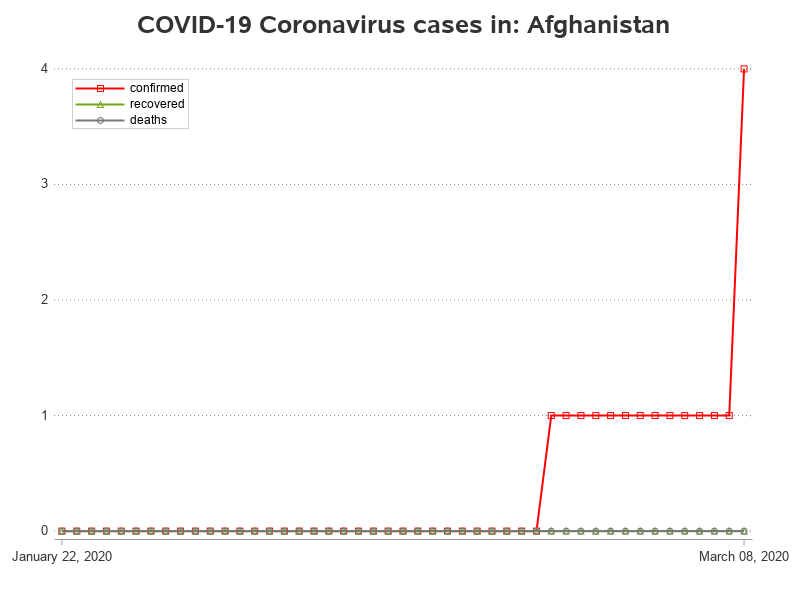 COVID-19 Coronavirus cases in: Afghanistan
4
confirmed
recovered
deaths
3
2
1
0
January 22, 2020
March 08, 2020